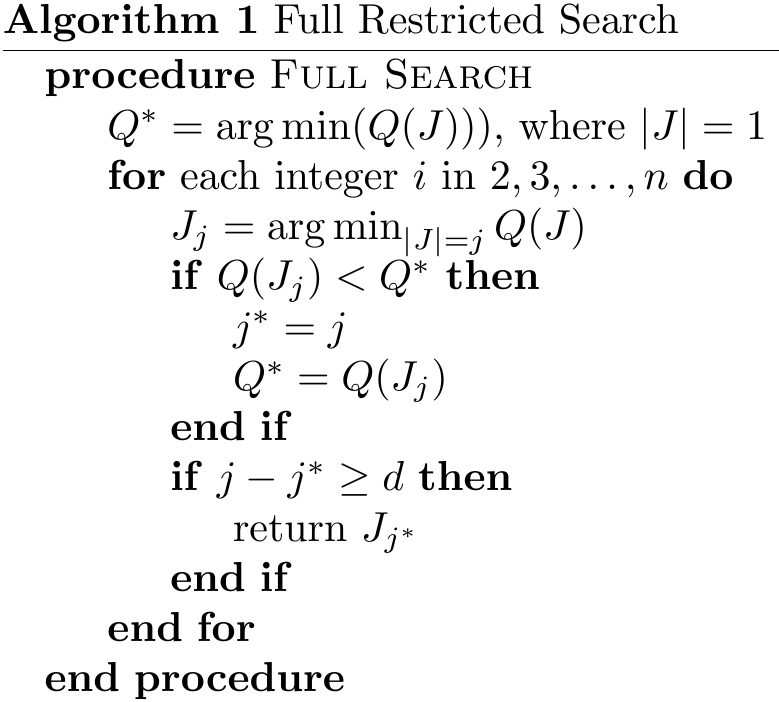 Algorithm 1 Full Restricted Search
procedure FULL SEARCH
Q* = arg min(Q(J))), where |J| = 1
for each integer i in 2, 3, . . . , n do
J_j = arg min_{|J|=j} Q(J)
if Q(J_j) < Q* then
j* = j
Q* = Q(J_j)
end if
if j − j* ≥ d then
return J_{j*}
end if
end for
end procedure